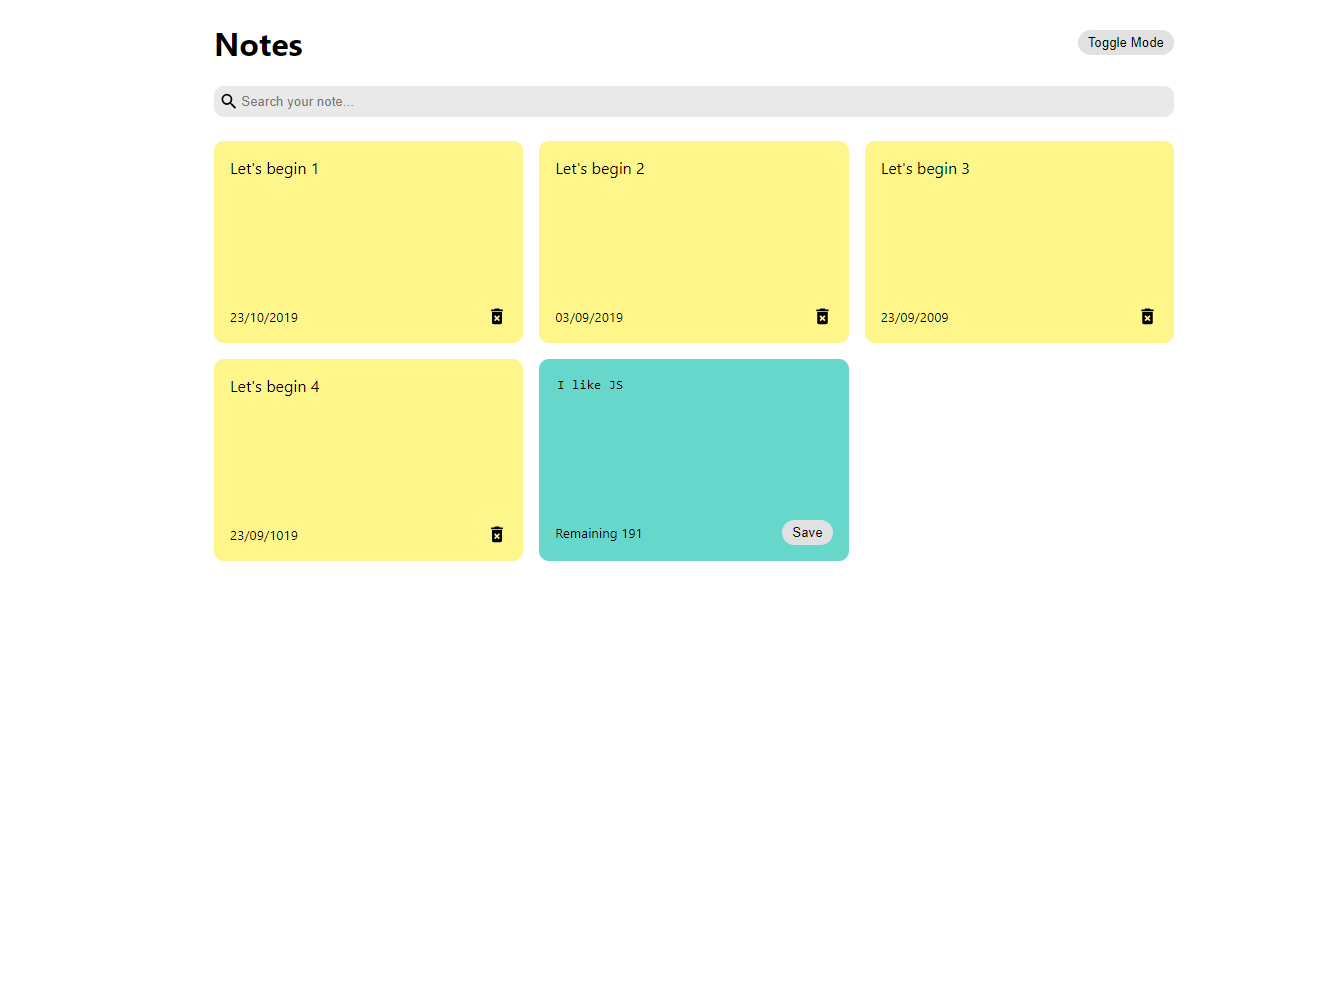 Notes
Toggle Mode
Search your note...
Let's begin 1
23/10/2019
Let's begin 2
03/09/2019
Let's begin 3
23/09/2009
Let's begin 4
23/09/1019
I like JS
Remaining 191
Save